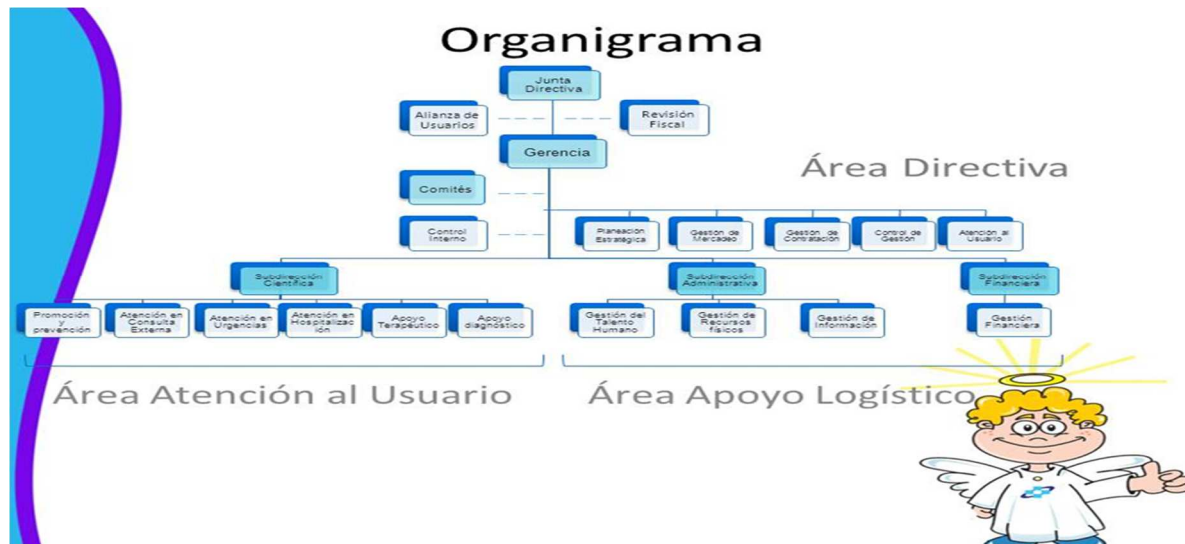 Organigrama
Junta
Directiva
Alianza de
Usuarios
Revisión
Fiscal
Gerencia
Área Directiva
Comités
Control
Interno
Planeación
Estratégica
Gestión de
Mercadeo
Gestión de
Contratación
Control de
Gestión
Atención al
Usuario
Subdirección
Científica
Subdirección
Administrativa
Subdirección
Financiera
Promoción
y
prevención
Atención en
Consulta
Externa
Atención en
Urgencias
Atención en
Hospitalizac
ión
Apoyo
Terapéutico
Apoyo
diagnóstico
Gestión del
Talento
Humano
Gestión de
Recursos
físicos
Gestión de
Información
Gestión
Financiera
Área Atención al Usuario
Área Apoyo Logístico